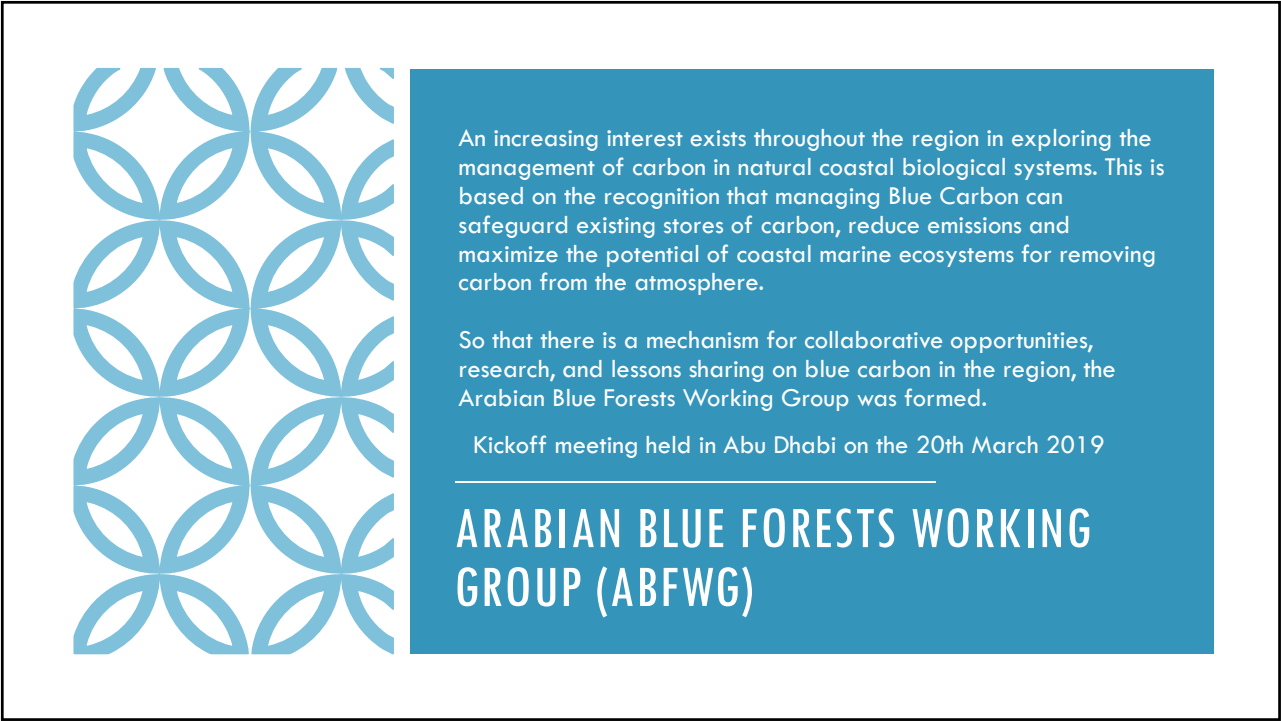 An increasing interest exists throughout the region in exploring the
management of carbon in natural coastal biological systems. This is
based on the recognition that managing Blue Carbon can
safeguard existing stores of carbon, reduce emissions and
maximize the potential of coastal marine ecosystems for removing
carbon from the atmosphere.
So that there is a mechanism for collaborative opportunities,
research, and lessons sharing on blue carbon in the region, the
Arabian Blue Forests Working Group was formed.
Kickoff meeting held in Abu Dhabi on the 20th March 2019
ARABIAN BLUE FORESTS WORKING
GROUP (ABFWG)